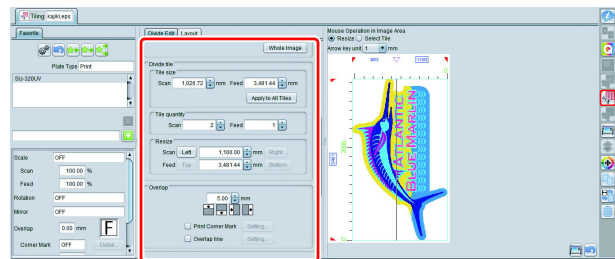 Tiling kajiki.eps
Favorite
Plate Type Print
SIJ-320UV
Scale OFF
Scan 100.00 %
Feed 100.00 %
Rotation OFF
Mirror OFF
Overlap 0.00 mm F
Corner Mark OFF Detail...
Divide Edit Layout
Whole Image
Divide tile
Tile size
Scan 1,026.72 mm Feed 3,481.44 mm
Apply to All Tiles
Tile quantity
Scan 2 Feed 1
Resize
Scan Left 1,100.00 mm Right
Feed Top 3,481.44 mm Bottom
Overlap
5.00 mm
Print Corner Mark Setting...
Overlap line Setting...
Mouse Operation in Image Area
Resize Select Tile
Arrow key unit 1 mm
1100
ATLANTIC
BLUE MARLIN